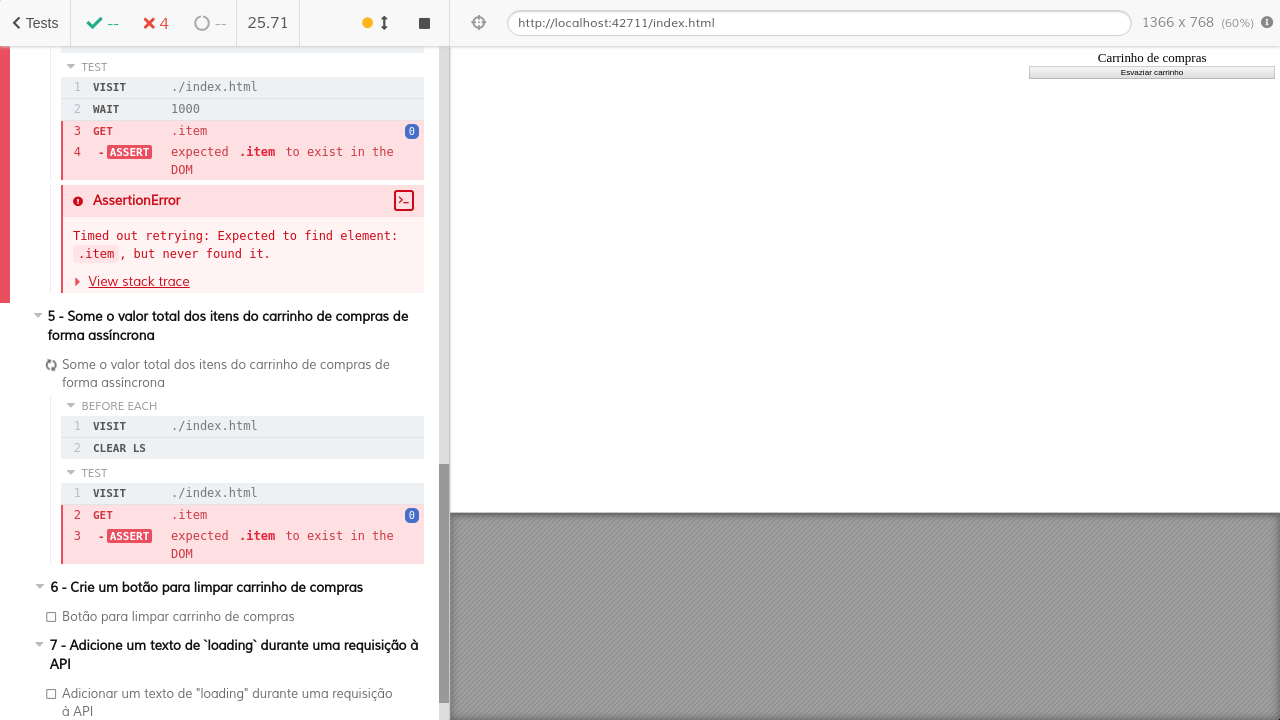 Tests -- 4 -- 25.71 http://localhost:42711/index.html 1366 x 768 (60%)
TEST
1 VISIT ./index.html
2 WAIT 1000
3 GET .item 0
4 -ASSERT expected .item to exist in the
DOM
AssertionError
Timed out retrying: Expected to find element:
.item, but never found it.
View stack trace
5 - Some o valor total dos itens do carrinho de compras de
forma assíncrona
Some o valor total dos itens do carrinho de compras de
forma assíncrona
BEFORE EACH
1 VISIT ./index.html
2 CLEAR LS
TEST
1 VISIT ./index.html
2 GET .item 0
3 -ASSERT expected .item to exist in the
DOM
6 - Crie um botão para limpar carrinho de compras
Botão para limpar carrinho de compras
7 - Adicione um texto de `loading` durante uma requisição à
API
Adicionar um texto de "loading" durante uma requisição
à API
Carrinho de compras
Esvaziar carrinho